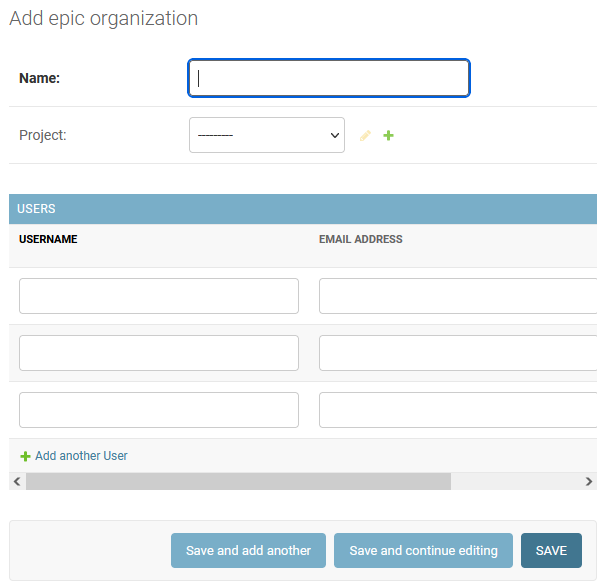 Add epic organization
Name:
Project:
---------
USERS
USERNAME EMAIL ADDRESS
Add another User
Save and add another Save and continue editing SAVE